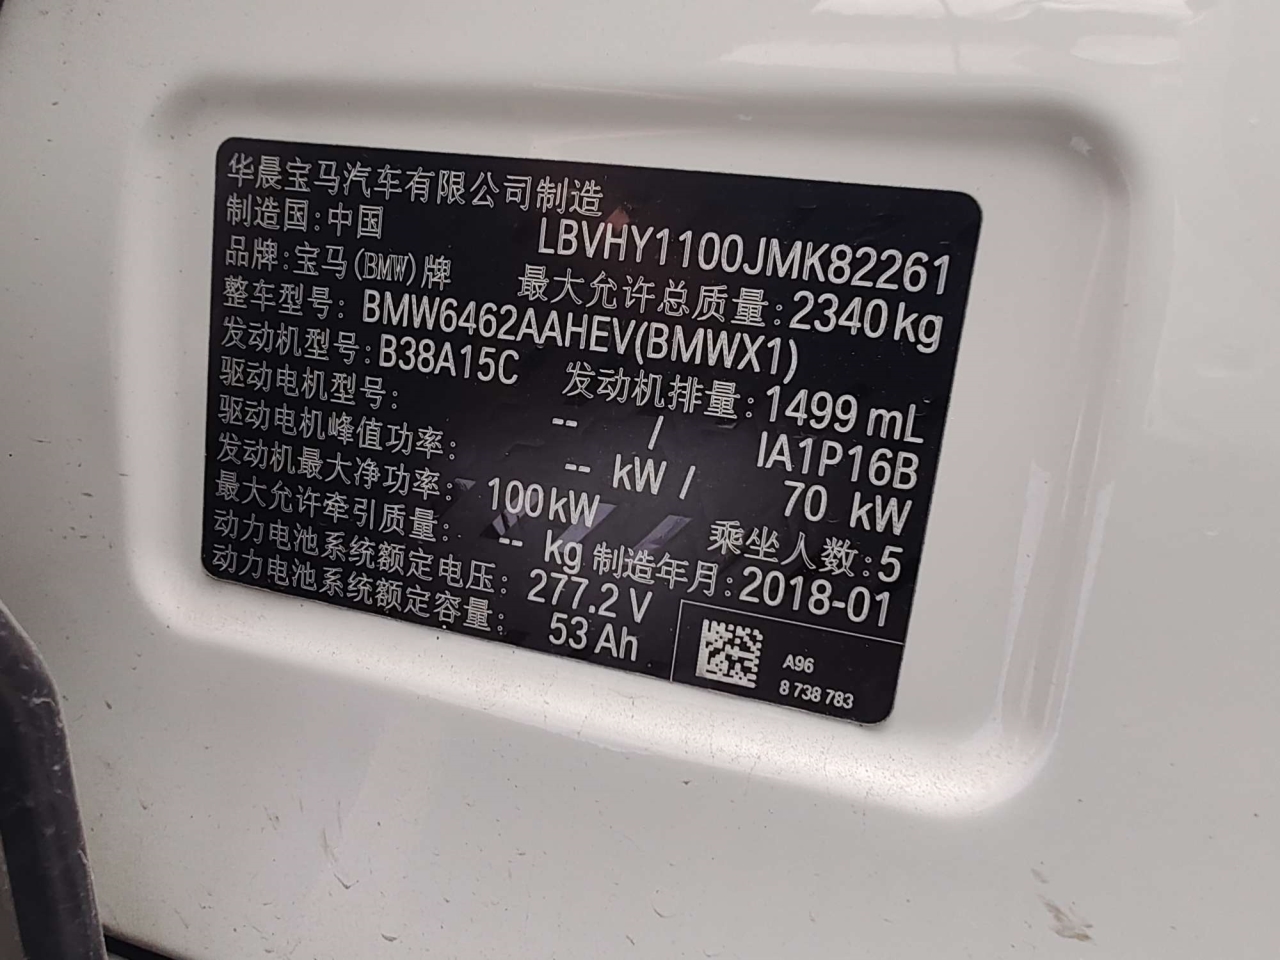 华晨宝马汽车有限公司制造
制造国:中国
LBVHY1100JMK82261
品牌:宝马(BMW)牌
最大允许总质量:2340kg
整车型号: BMW6462AAHEV(BMWX1)
发动机型号:B38A15C
发动机排量:1499 mL
驱动电机型号: -- / IA1P16B
驱动电机峰值功率: -- kW / 70 kW
发动机最大净功率: 100kW
乘坐人数:5
最大允许牵引质量: -- kg
制造年月:2018-01
动力电池系统额定电压: 277.2 V
动力电池系统额定容量: 53 Ah
A96
8 738 783